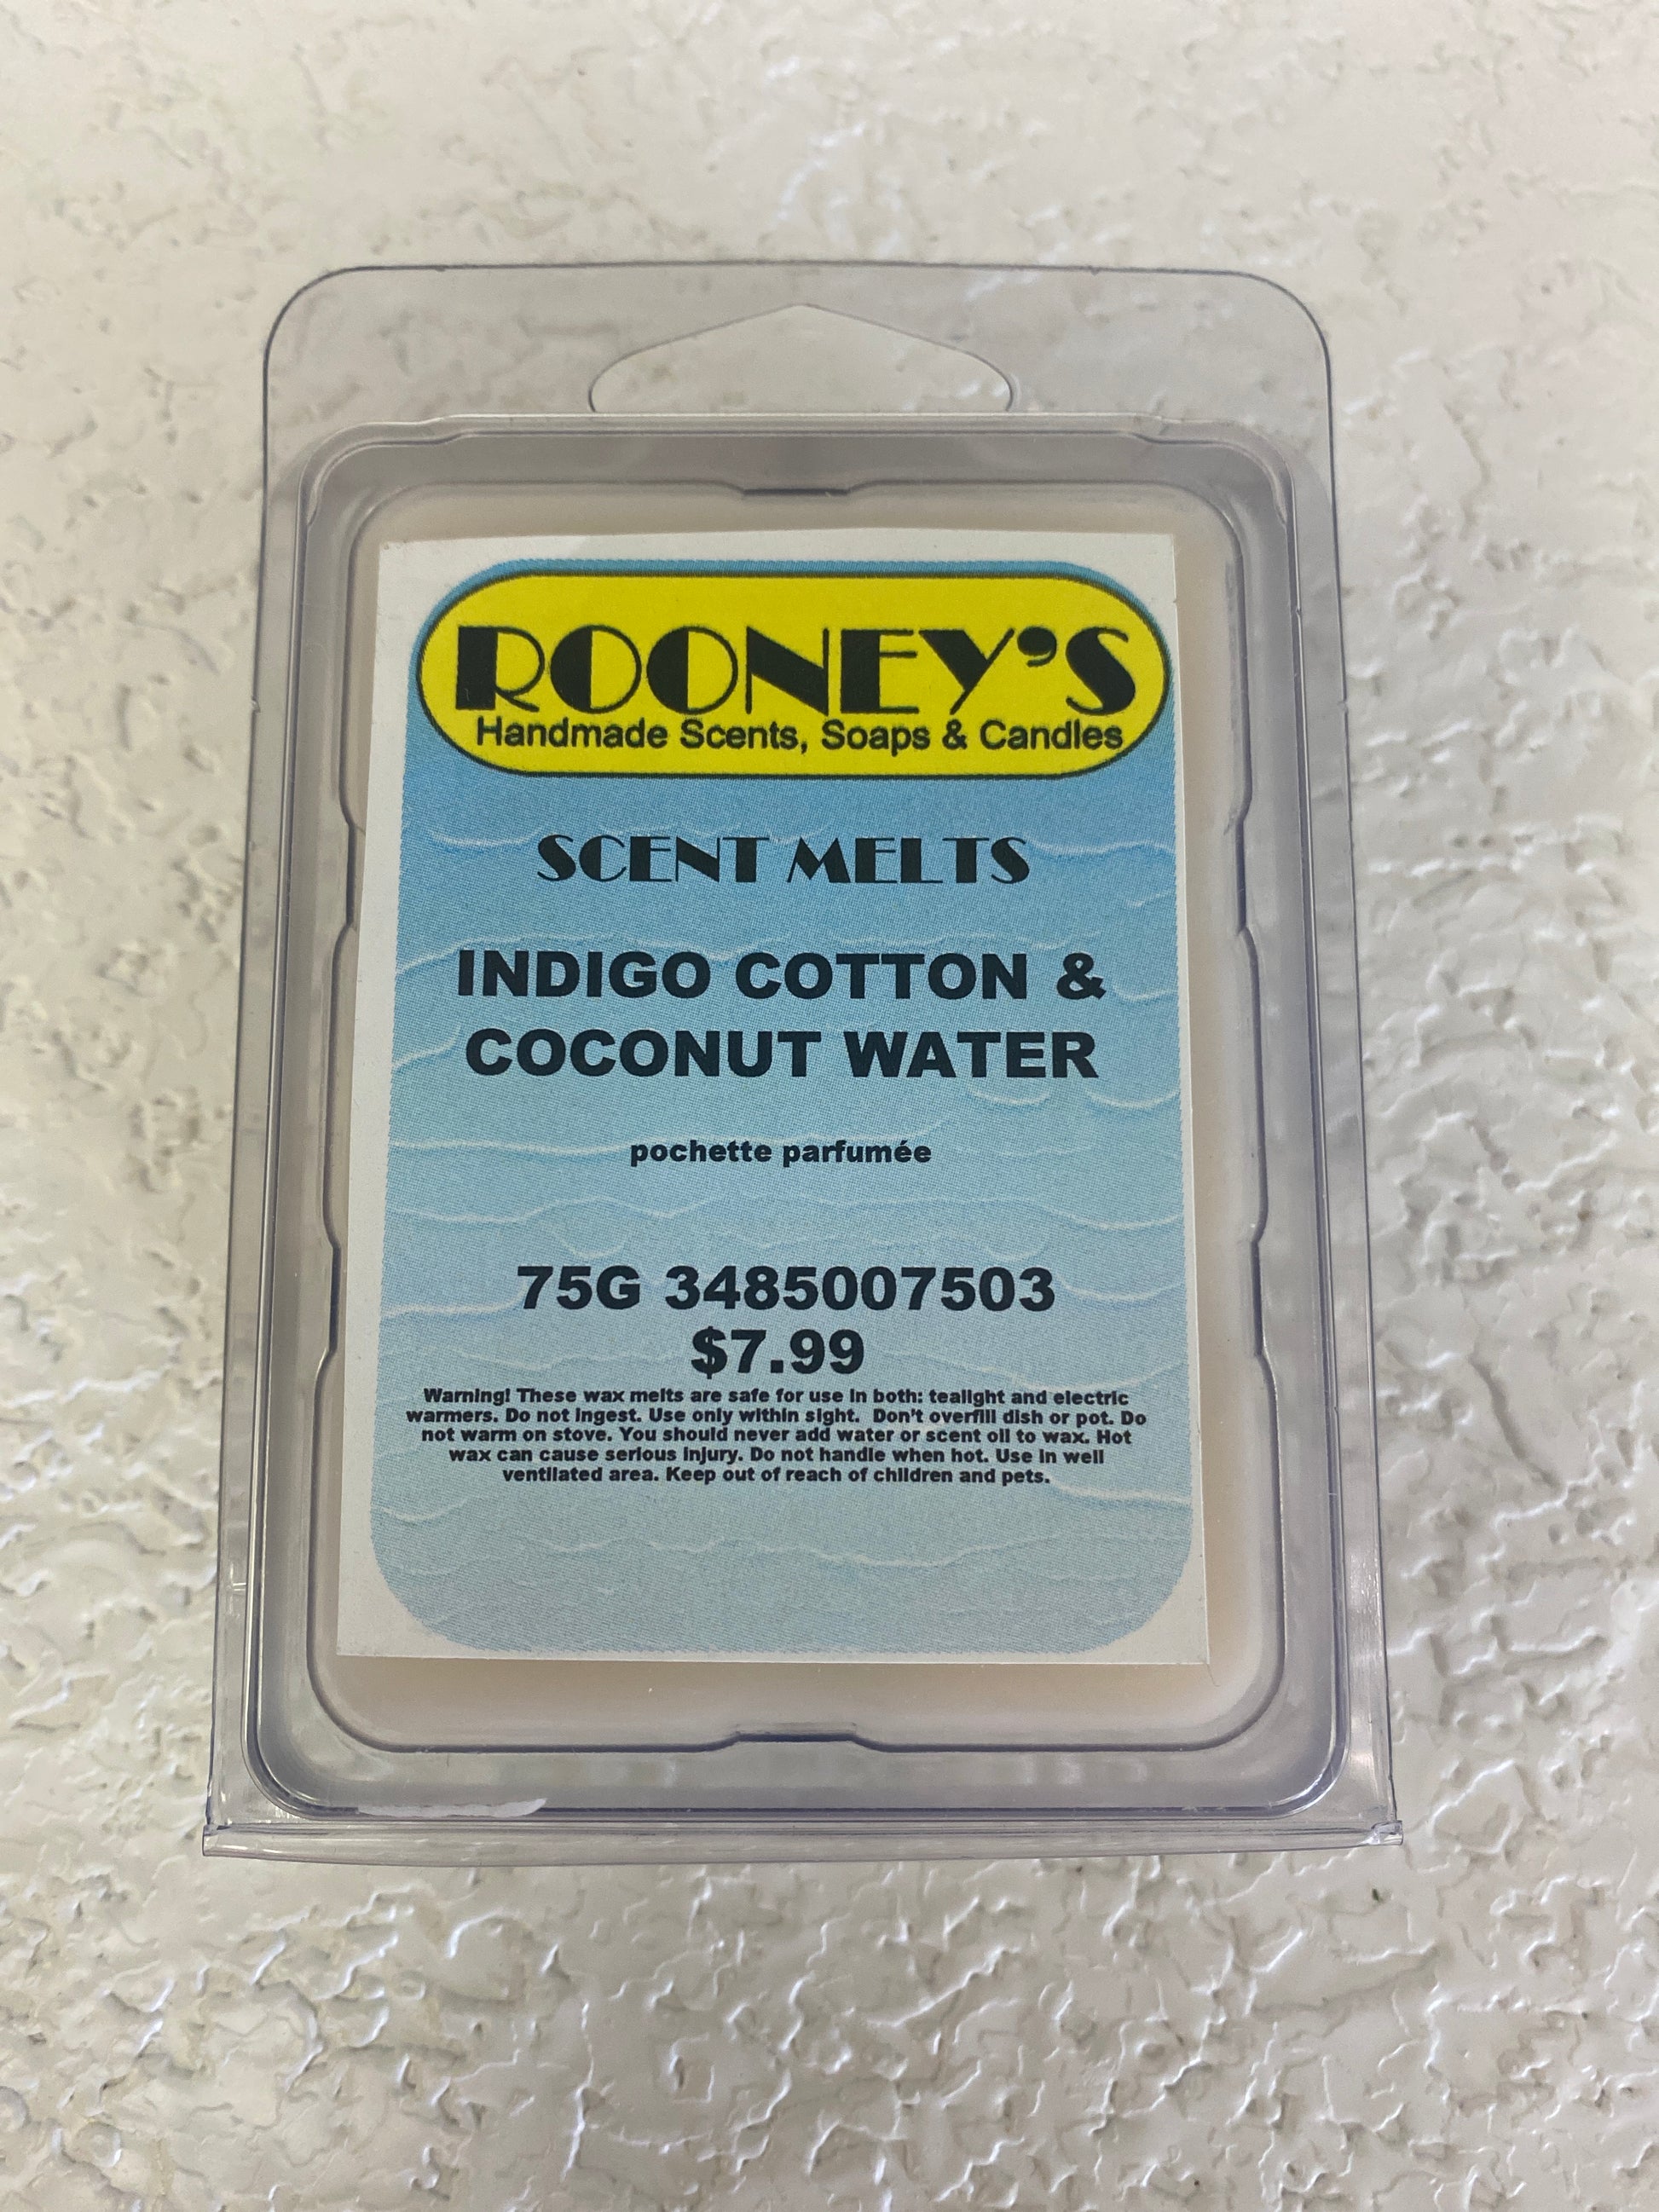 ROONEY'S
Handmade Scents, Soaps & Candles
SCENT MELTS
INDIGO COTTON &
COCONUT WATER
pochette parfumée
75G 3485007503
$7.99
Warning! These wax melts are safe for use in both: tealight and electric
warmers. Do not ingest. Use only within sight. Don't overfill dish or pot. Do
not warm on stove. You should never add water or scent oil to wax. Hot
wax can cause serious injury. Do not handle when hot. Use in well
ventilated area. Keep out of reach of children and pets.